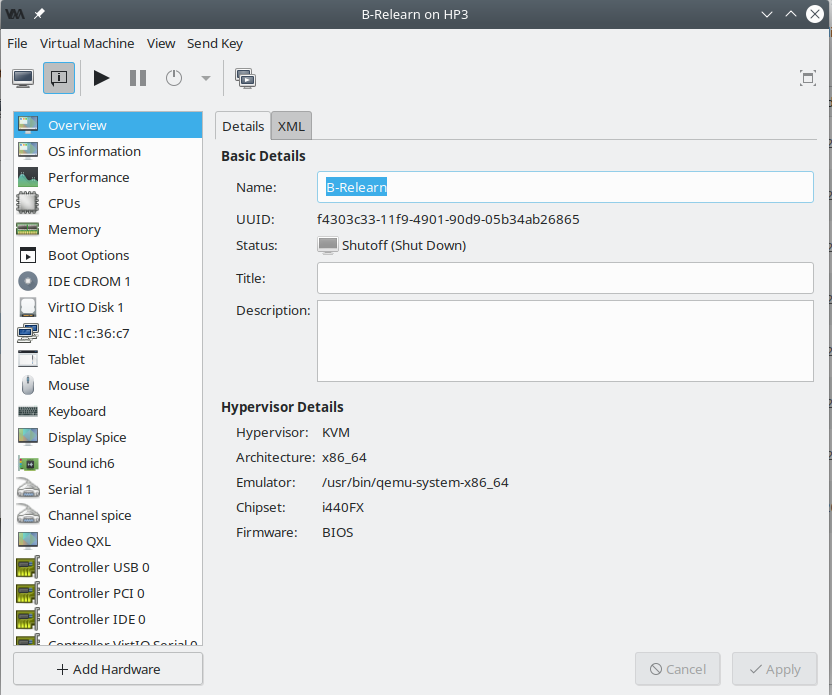 B-Relearn on HP3
File Virtual Machine View Send Key
Overview
OS information
Performance
CPUs
Memory
Boot Options
IDE CDROM 1
VirtIO Disk 1
NIC :1c:36:c7
Tablet
Mouse
Keyboard
Display Spice
Sound ich6
Serial 1
Channel spice
Video QXL
Controller USB 0
Controller PCI 0
Controller IDE 0
Controller VirtIO Serial 0
+ Add Hardware
Details XML
Basic Details
Name: B-Relearn
UUID: f4303c33-11f9-4901-90d9-05b34ab26865
Status: Shutoff (Shut Down)
Title:
Description:
Hypervisor Details
Hypervisor: KVM
Architecture: x86_64
Emulator: /usr/bin/qemu-system-x86_64
Chipset: i440FX
Firmware: BIOS
Cancel Apply